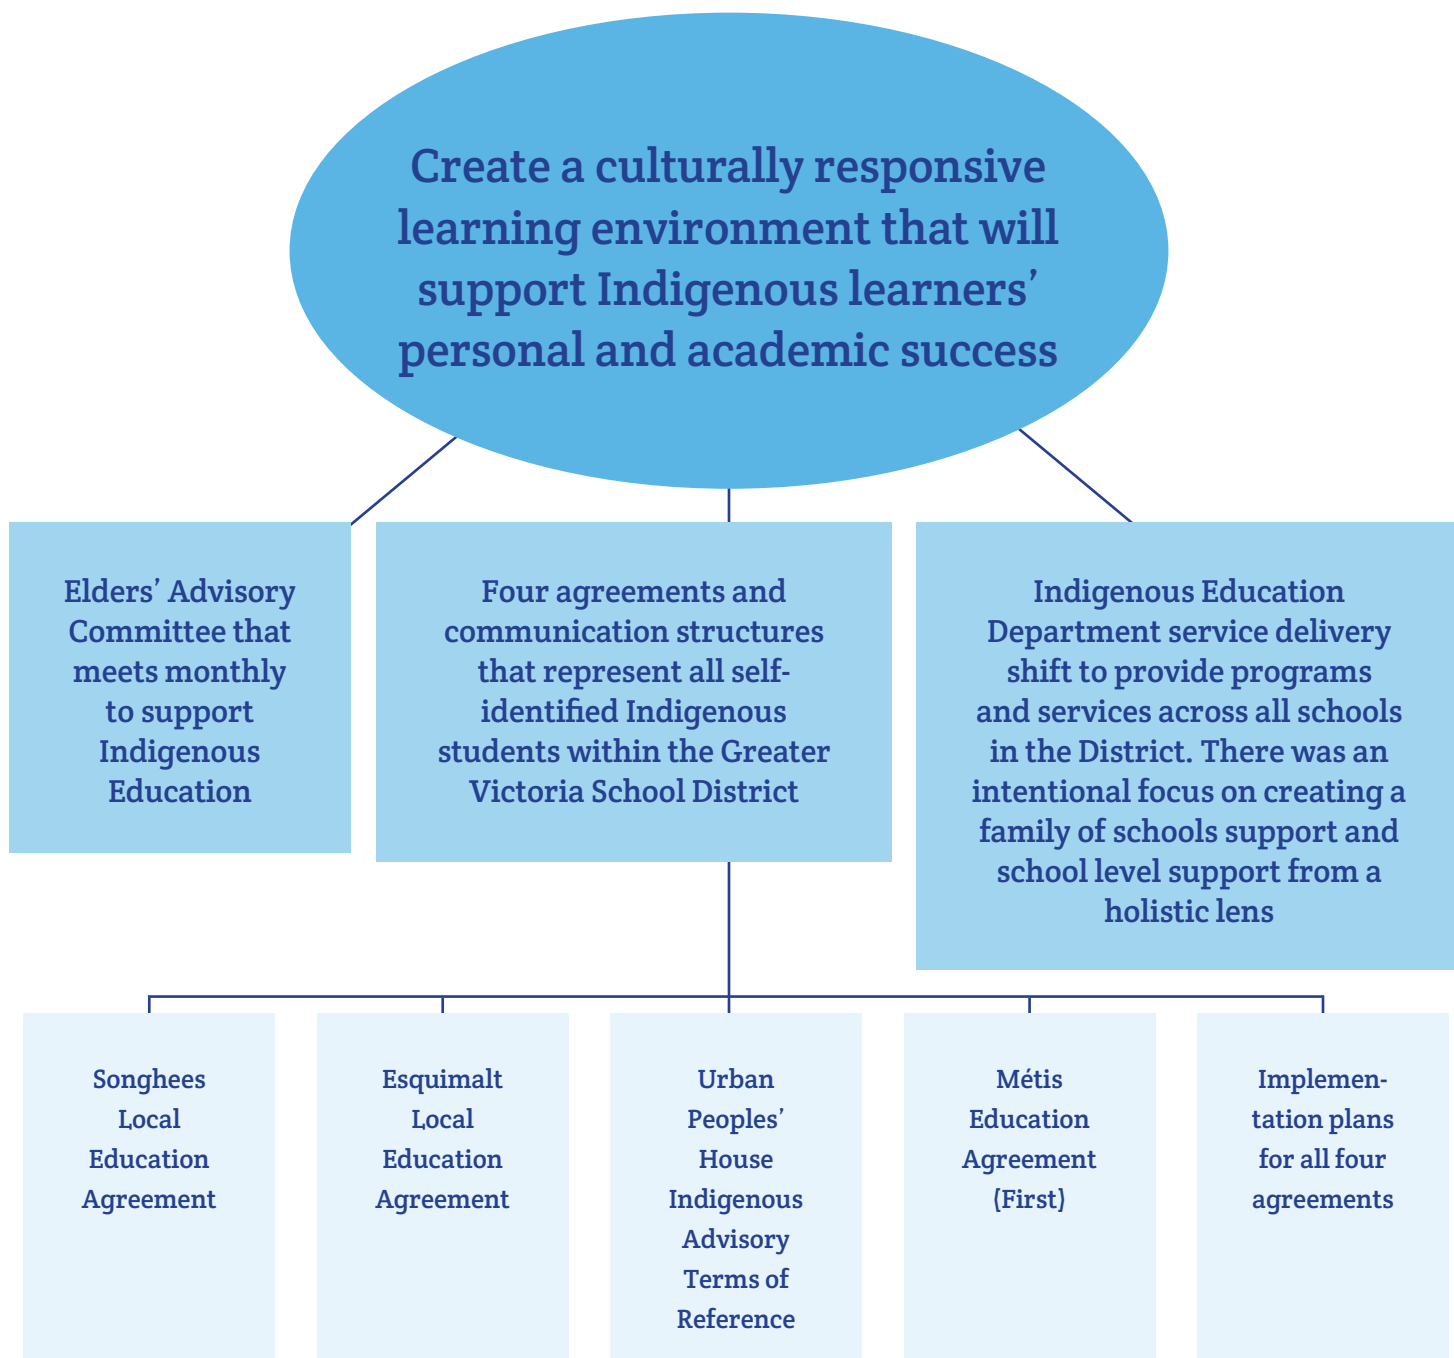 Create a culturally responsive
learning environment that will
support Indigenous learners’
personal and academic success
Elders’ Advisory
Committee that
meets monthly
to support
Indigenous
Education
Four agreements and
communication structures
that represent all self-
identified Indigenous
students within the Greater
Victoria School District
Indigenous Education
Department service delivery
shift to provide programs
and services across all schools
in the District. There was an
intentional focus on creating a
family of schools support and
school level support from a
holistic lens
Songhees
Local
Education
Agreement
Esquimalt
Local
Education
Agreement
Urban
Peoples’
House
Indigenous
Advisory
Terms of
Reference
Métis
Education
Agreement
(First)
Implemen-
tation plans
for all four
agreements